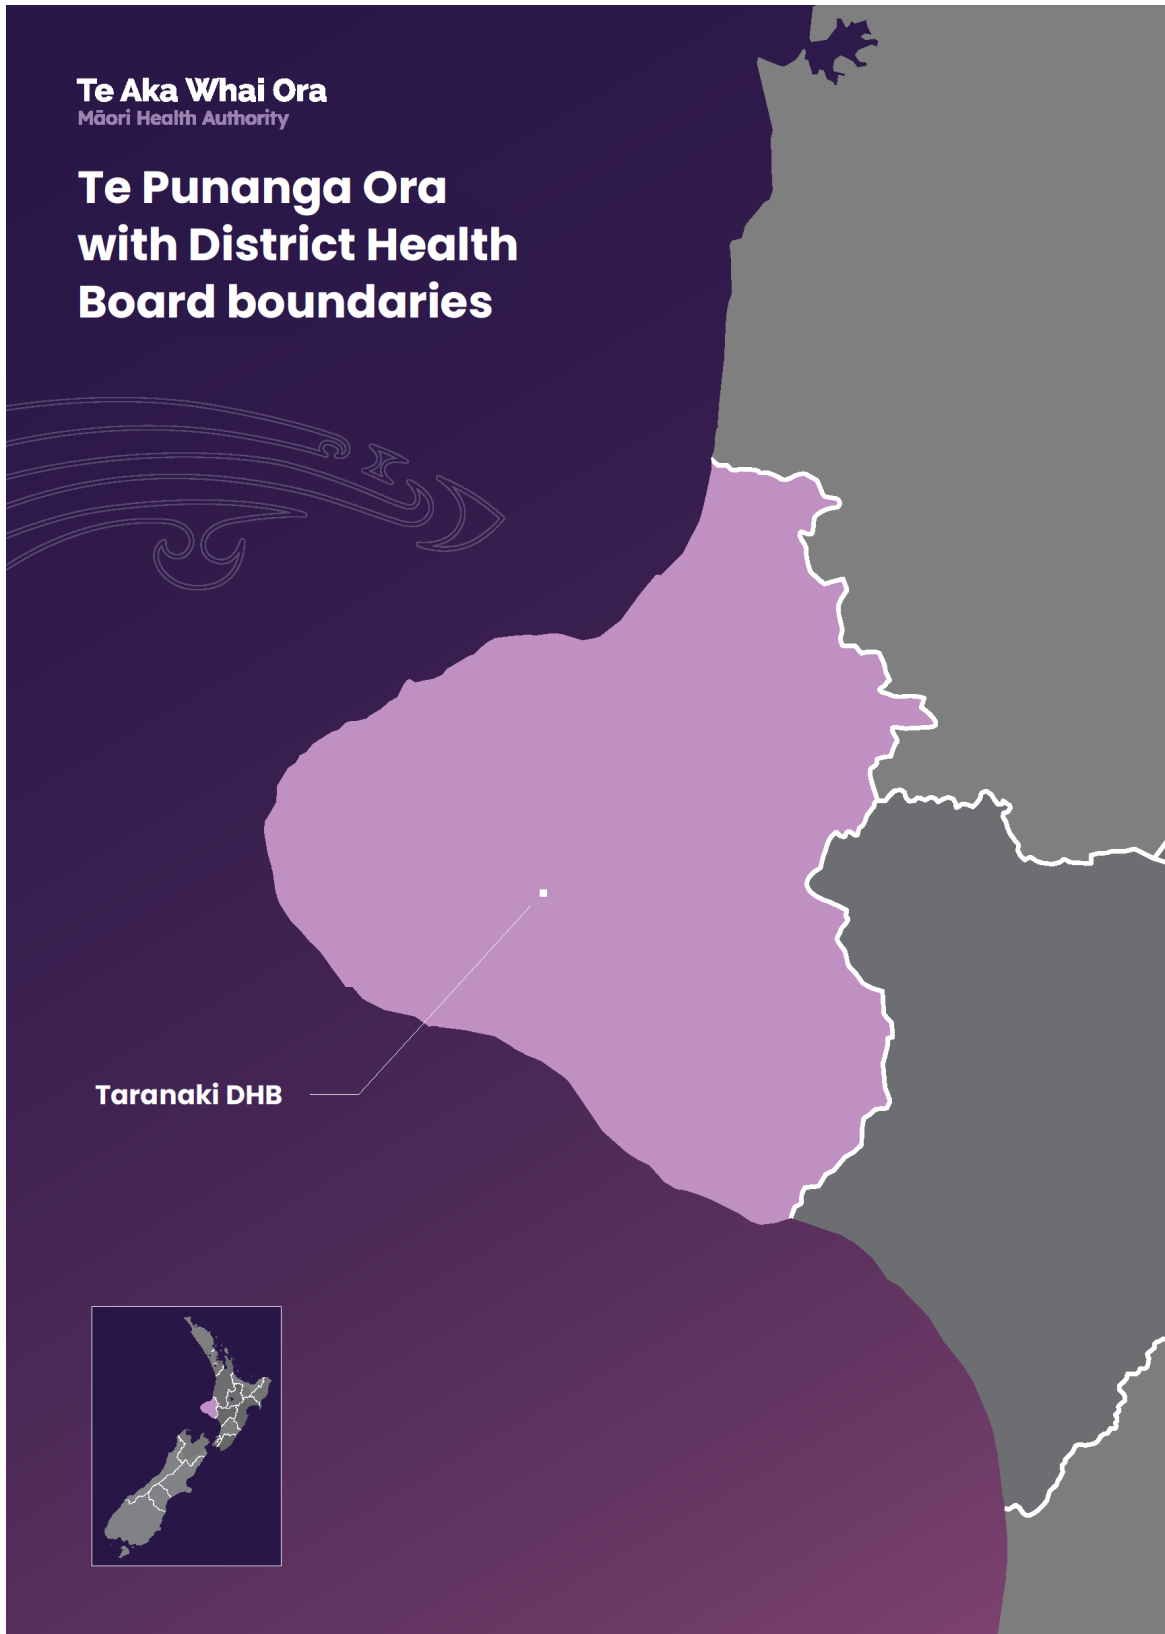 Te Aka Whai Ora
Māori Health Authority
Te Punanga Ora
with District Health
Board boundaries
Taranaki DHB